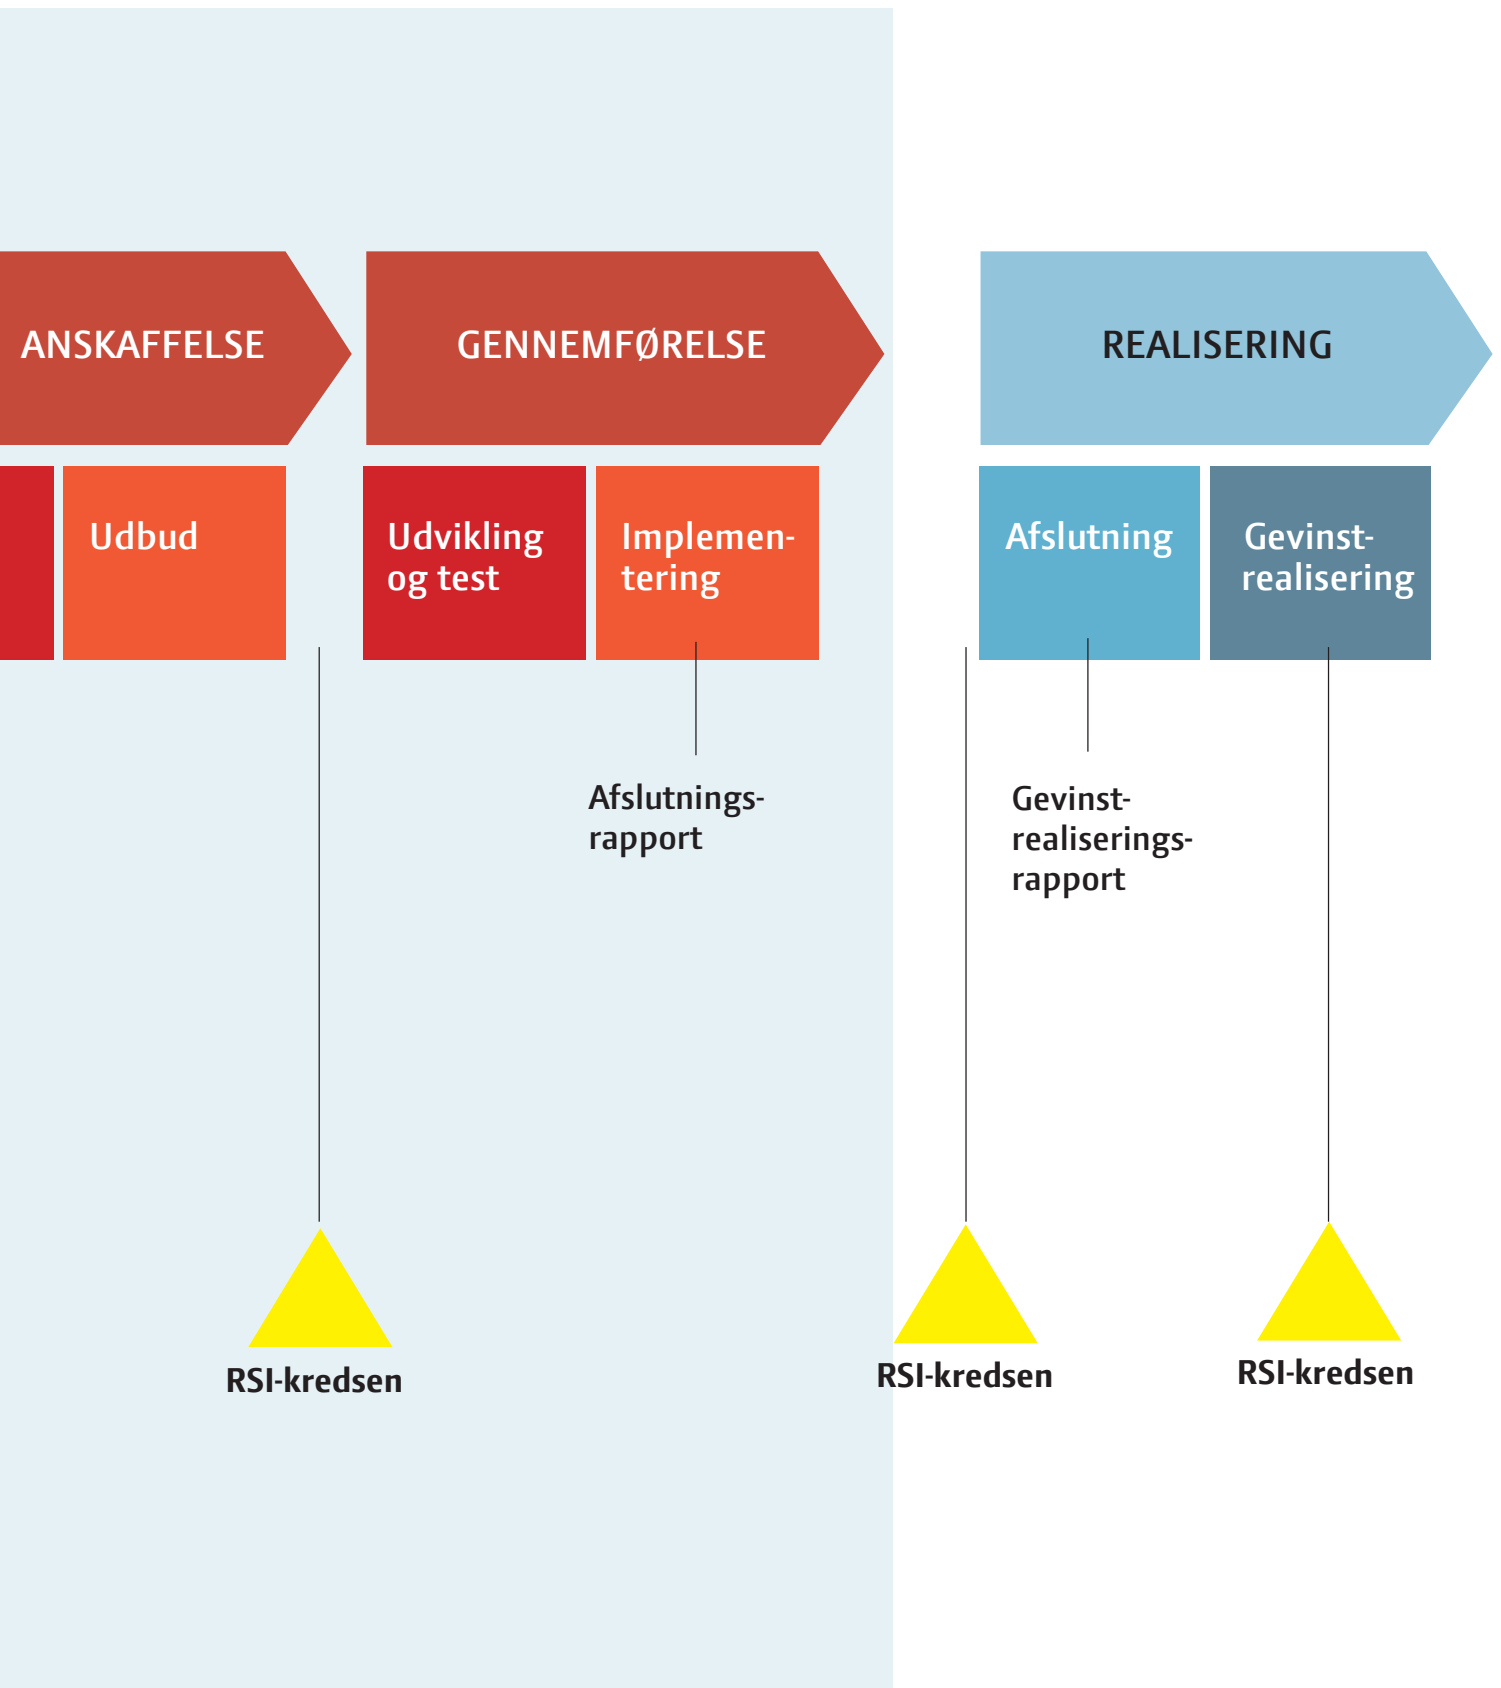 ANSKAFFELSE
GENNEMFØRELSE
REALISERING
Udbud
Udvikling
og test
Implemen-
tering
Afslutning
Gevinst-
realisering
Afslutnings-
rapport
Gevinst-
realiserings-
rapport
RSI-kredsen
RSI-kredsen
RSI-kredsen